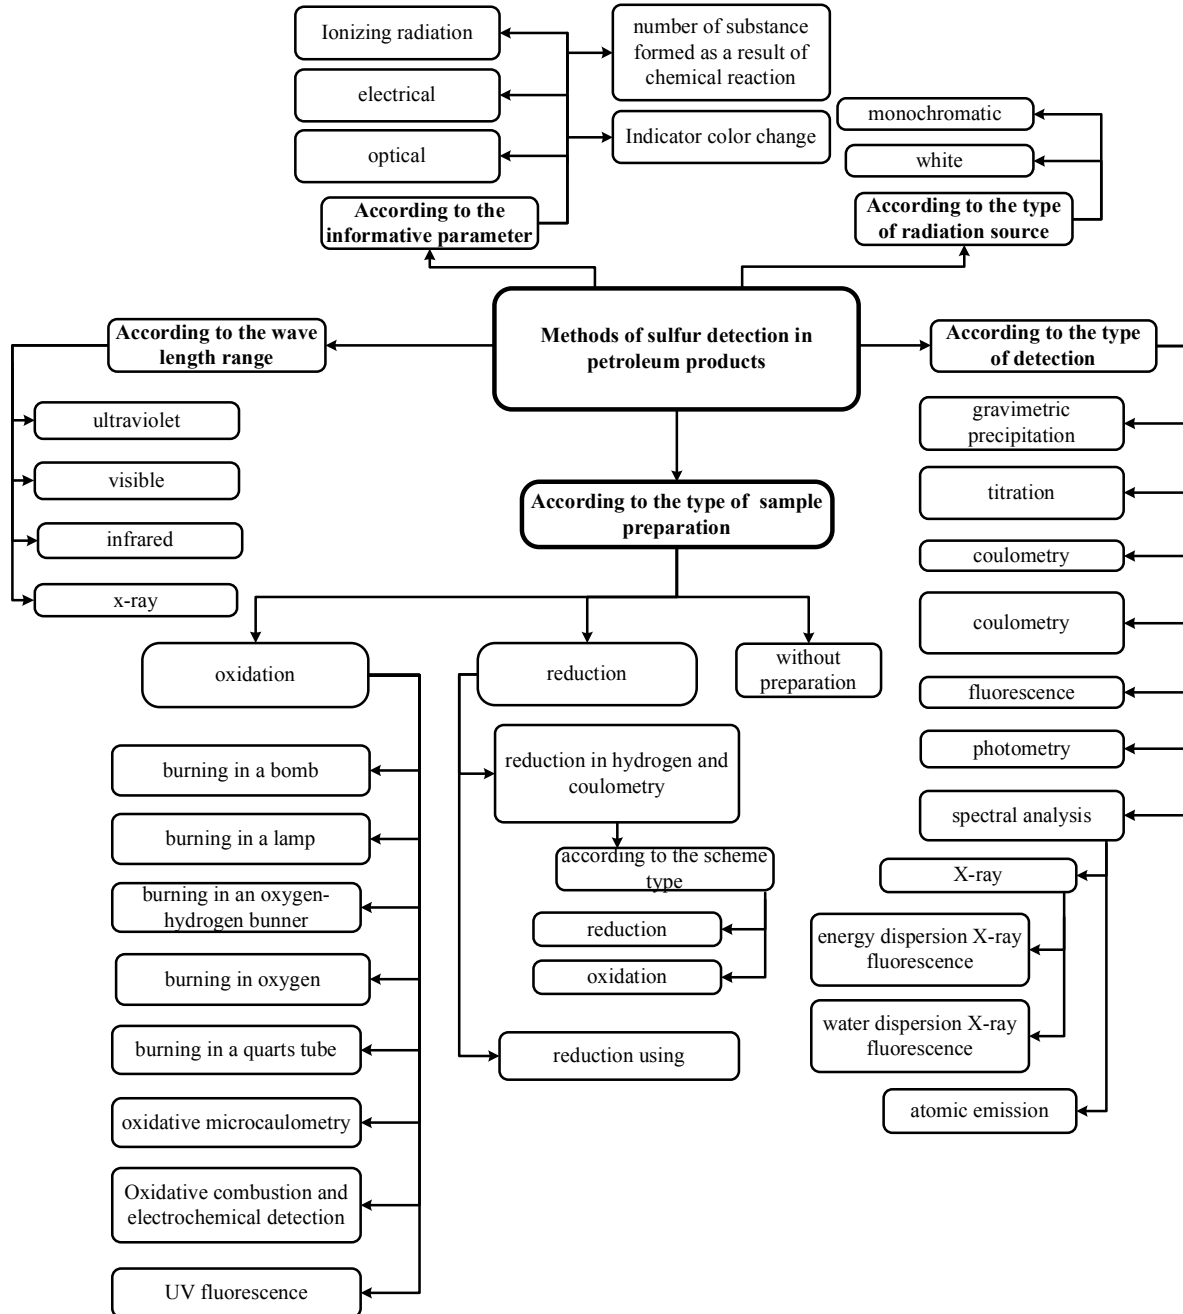 Ionizing radiation
electrical
optical
According to the
informative parameter
number of substance
formed as a result of
chemical reaction
Indicator color change
monochromatic
white
According to the type
of radiation source
Methods of sulfur detection in
petroleum products
According to the wave
length range
ultraviolet
visible
infrared
x-ray
According to the type of sample
preparation
oxidation
burning in a bomb
burning in a lamp
burning in an oxygen-
hydrogen bunner
burning in oxygen
burning in a quarts tube
oxidative microcaulometry
Oxidative combustion and
electrochemical detection
UV fluorescence
reduction
reduction in hydrogen and
coulometry
according to the scheme
type
reduction
oxidation
reduction using
without
preparation
According to the type
of detection
gravimetric
precipitation
titration
coulometry
coulometry
fluorescence
photometry
spectral analysis
X-ray
energy dispersion X-ray
fluorescence
water dispersion X-ray
fluorescence
atomic emission